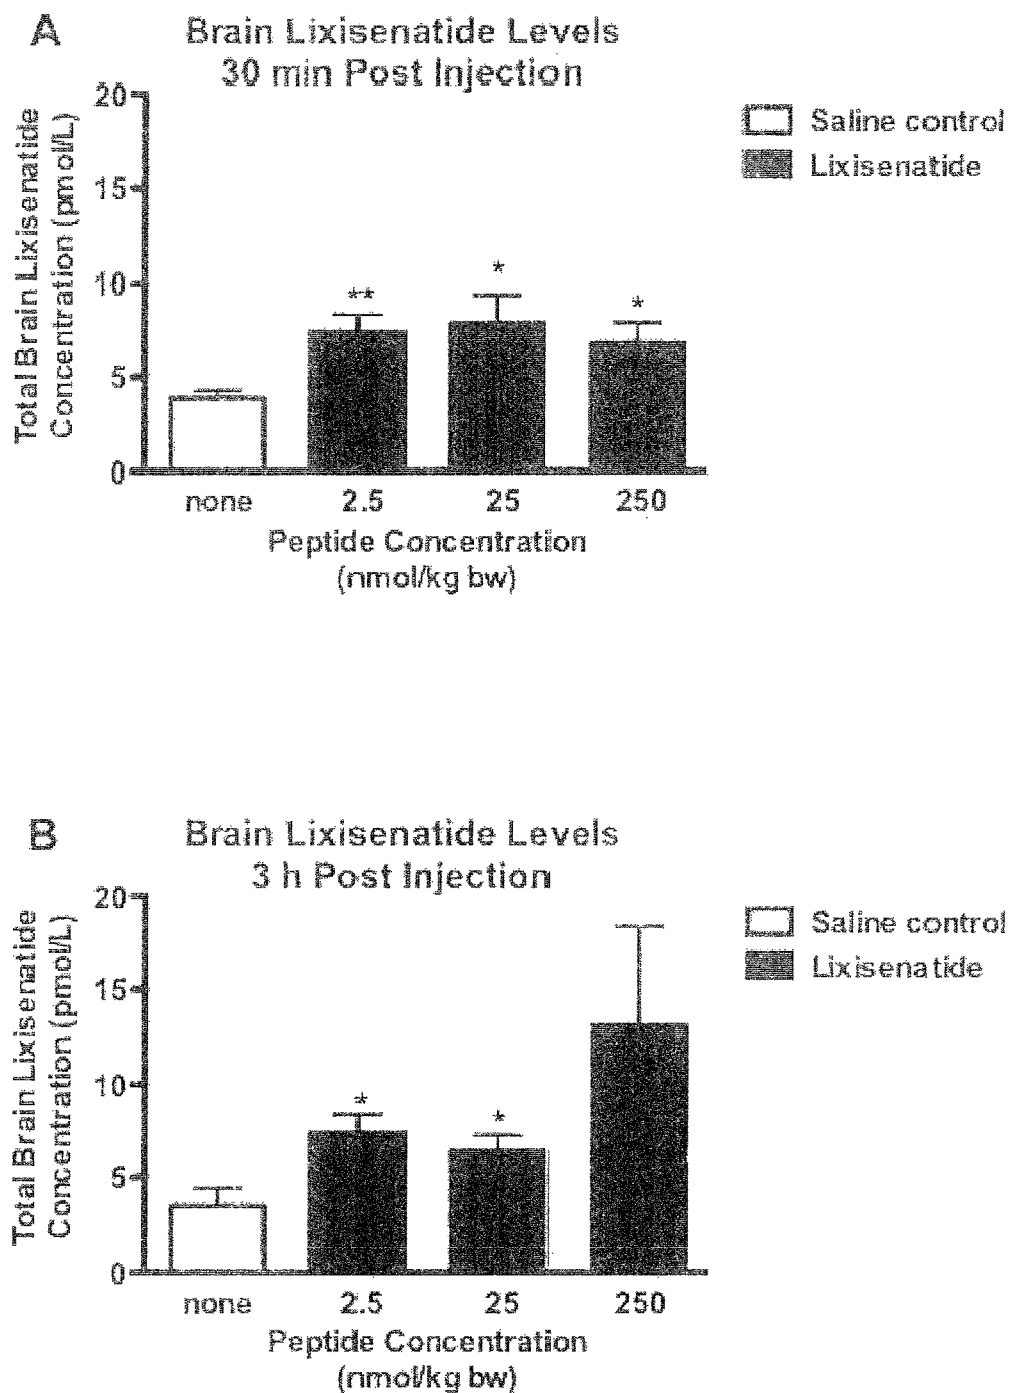 A
Brain Lixisenatide Levels
30 min Post Injection
Total Brain Lixisenatide
Concentration (pmol/L)
20
15
10
5
0
**
*
*
Saline control
Lixisenatide
none 2.5 25 250
Peptide Concentration
(nmol/kg bw)
B
Brain Lixisenatide Levels
3 h Post Injection
Total Brain Lixisenatide
Concentration (pmol/L)
20
15
10
5
0
*
*
Saline control
Lixisenatide
none 2.5 25 250
Peptide Concentration
(nmol/kg bw)